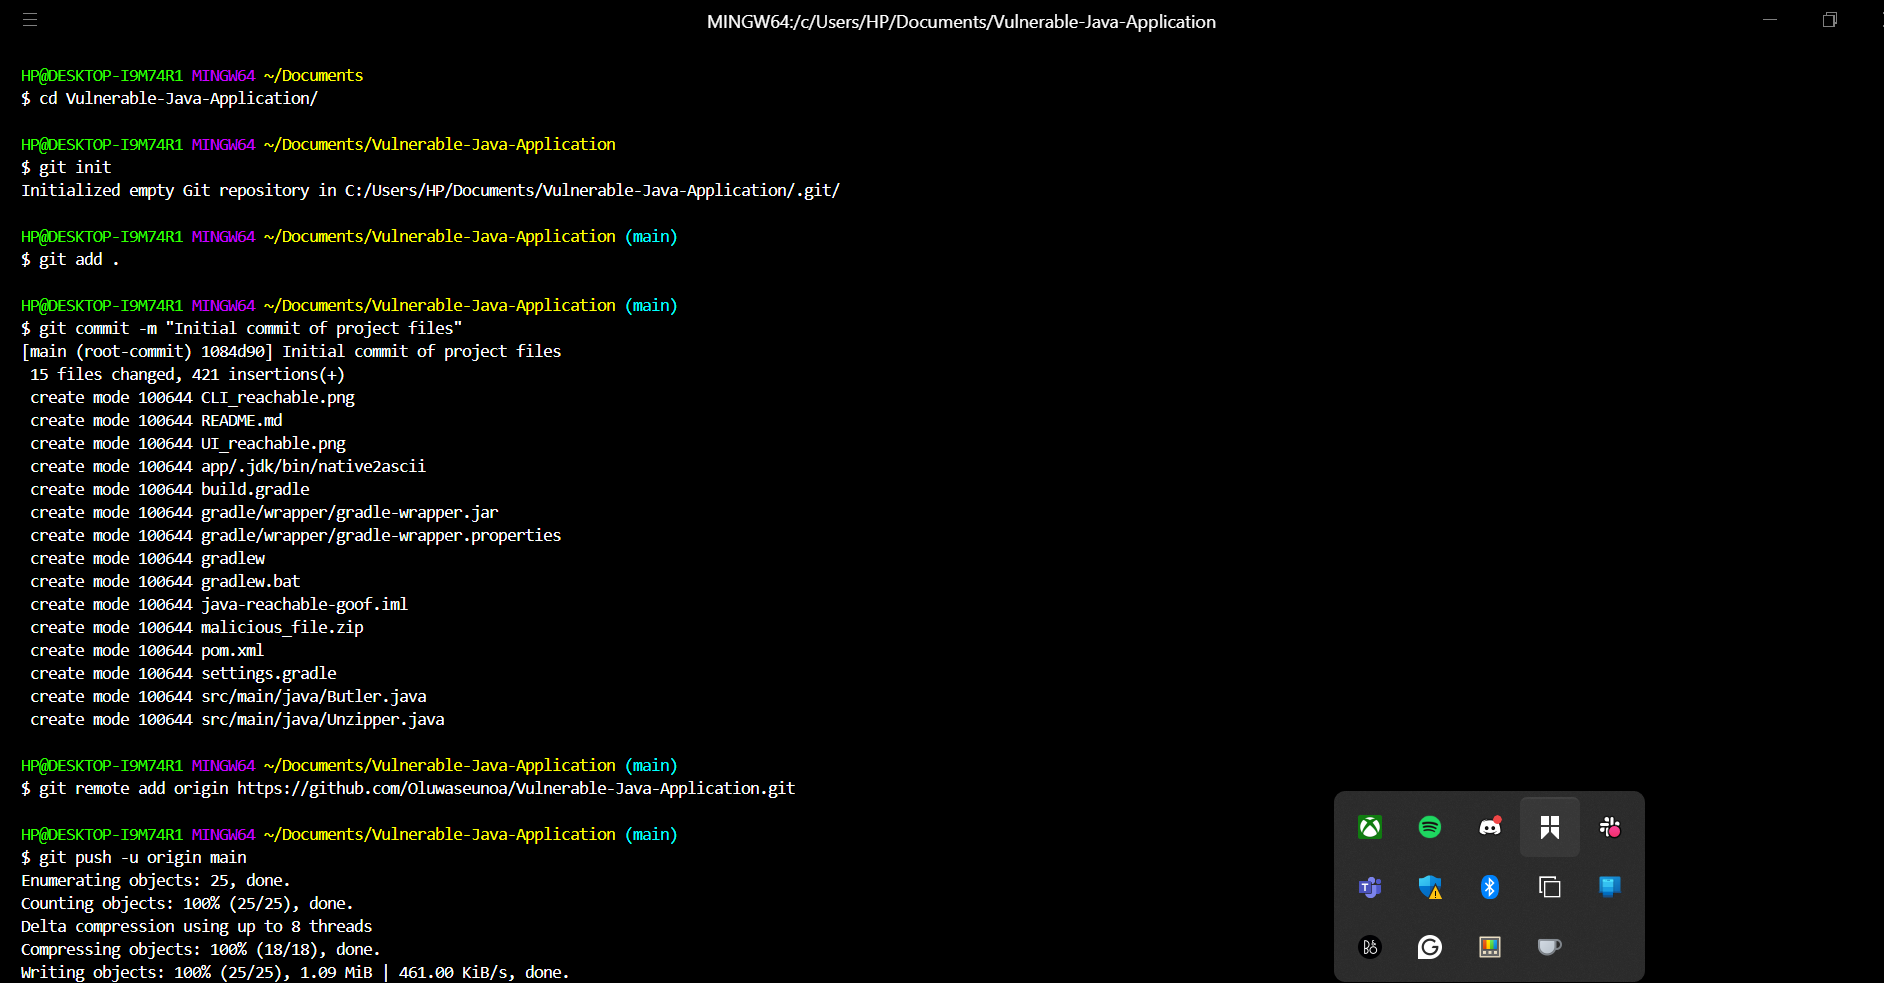 MINGW64:/c/Users/HP/Documents/Vulnerable-Java-Application
HP@DESKTOP-I9M74R1 MINGW64 ~/Documents
$ cd Vulnerable-Java-Application/
HP@DESKTOP-I9M74R1 MINGW64 ~/Documents/Vulnerable-Java-Application
$ git init
Initialized empty Git repository in C:/Users/HP/Documents/Vulnerable-Java-Application/.git/
HP@DESKTOP-I9M74R1 MINGW64 ~/Documents/Vulnerable-Java-Application (main)
$ git add .
HP@DESKTOP-I9M74R1 MINGW64 ~/Documents/Vulnerable-Java-Application (main)
$ git commit -m "Initial commit of project files"
[main (root-commit) 1084d90] Initial commit of project files
15 files changed, 421 insertions(+)
create mode 100644 CLI_reachable.png
create mode 100644 README.md
create mode 100644 UI_reachable.png
create mode 100644 app/.jdk/bin/native2ascii
create mode 100644 build.gradle
create mode 100644 gradle/wrapper/gradle-wrapper.jar
create mode 100644 gradle/wrapper/gradle-wrapper.properties
create mode 100644 gradlew
create mode 100644 gradlew.bat
create mode 100644 java-reachable-goof.iml
create mode 100644 malicious_file.zip
create mode 100644 pom.xml
create mode 100644 settings.gradle
create mode 100644 src/main/java/Butler.java
create mode 100644 src/main/java/Unzipper.java
HP@DESKTOP-I9M74R1 MINGW64 ~/Documents/Vulnerable-Java-Application (main)
$ git remote add origin https://github.com/Oluwaseunoa/Vulnerable-Java-Application.git
HP@DESKTOP-I9M74R1 MINGW64 ~/Documents/Vulnerable-Java-Application (main)
$ git push -u origin main
Enumerating objects: 25, done.
Counting objects: 100% (25/25), done.
Delta compression using up to 8 threads
Compressing objects: 100% (18/18), done.
Writing objects: 100% (25/25), 1.09 MiB | 461.00 KiB/s, done.